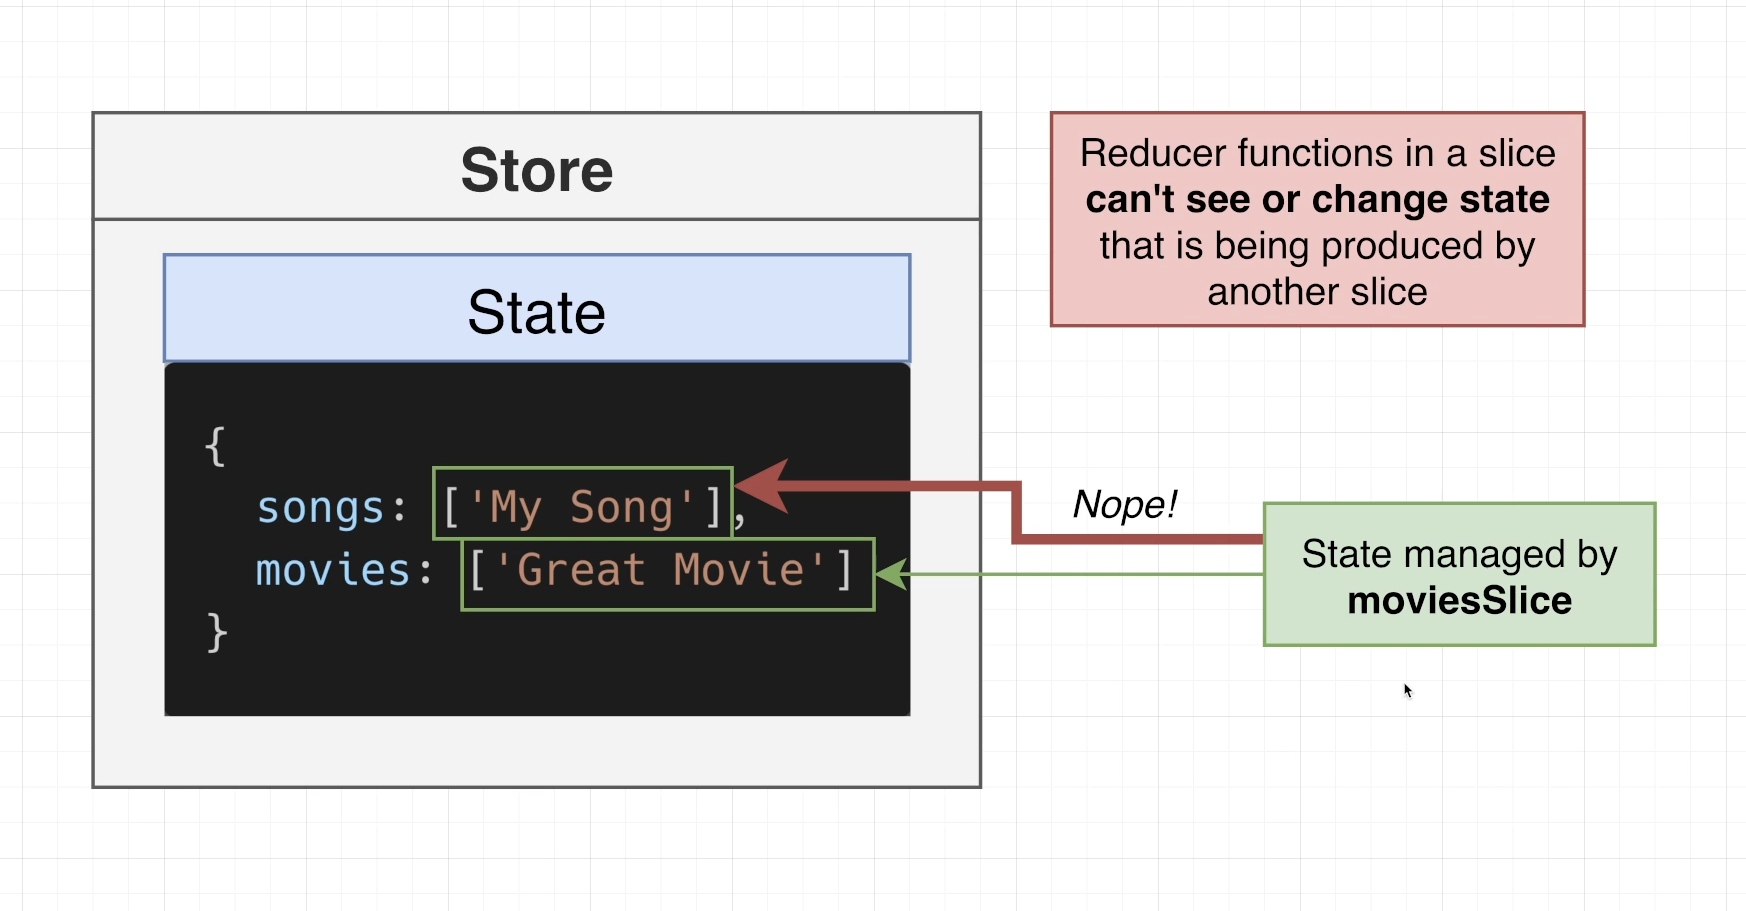 Store
State
{
songs: ['My Song'],
movies: ['Great Movie']
}
Reducer functions in a slice
can't see or change state
that is being produced by
another slice
Nope!
State managed by
moviesSlice